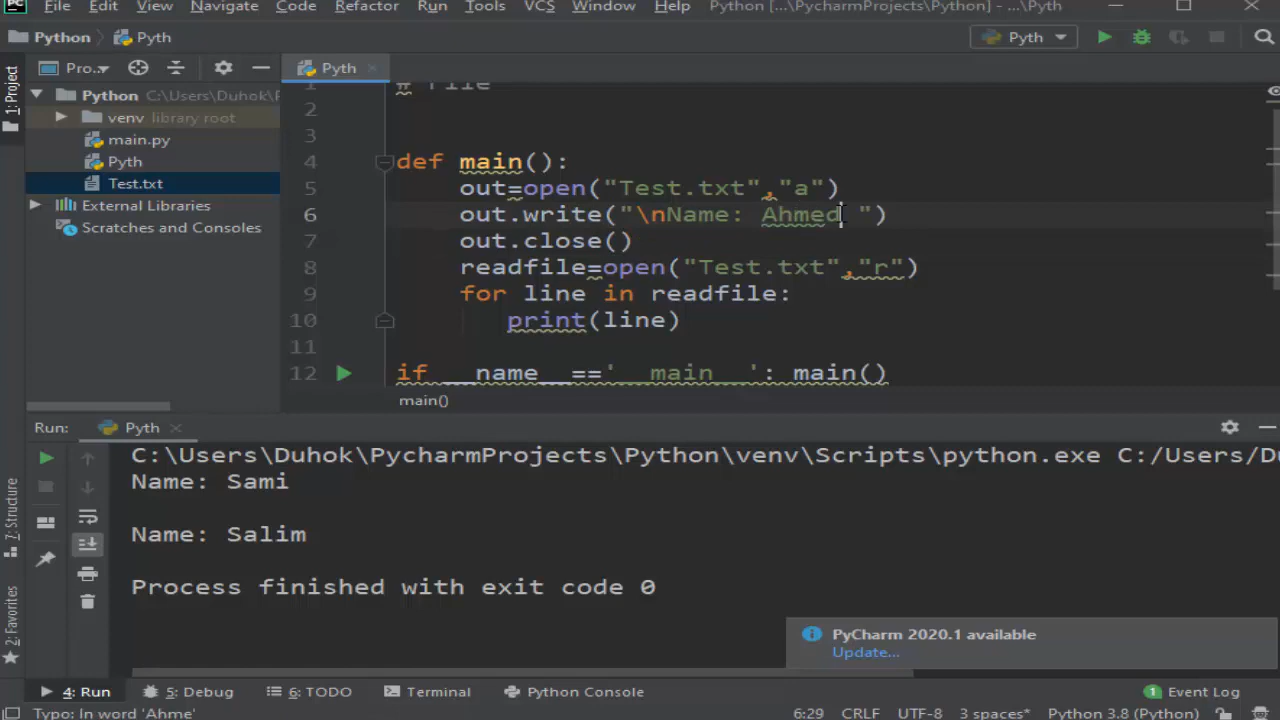 PC File Edit View Navigate Code Refactor Run Tools VCS Window Help Python [...\PycharmProjects\Python] - ...\Pyth
Python Pyth Pyth
1: Project Pro... Pyth
Python C:\Users\Duhok\P
venv library root
main.py
Pyth
Test.txt
External Libraries
Scratches and Consoles
1 # File
2
3
4 def main():
5 out=open("Test.txt","a")
6 out.write("\nName: Ahmed ")
7 out.close()
8 readfile=open("Test.txt","r")
9 for line in readfile:
10 print(line)
11
12 if __name__=='__main__': main()
main()
Run: Pyth
C:\Users\Duhok\PycharmProjects\Python\venv\Scripts\python.exe C:/Users/Du
Name: Sami
Name: Salim
Process finished with exit code 0
7: Structure
2: Favorites
PyCharm 2020.1 available
Update...
4: Run 5: Debug 6: TODO Terminal Python Console 1 Event Log
Typo: In word 'Ahme' 6:29 CRLF UTF-8 3 spaces* Python 3.8 (Python)